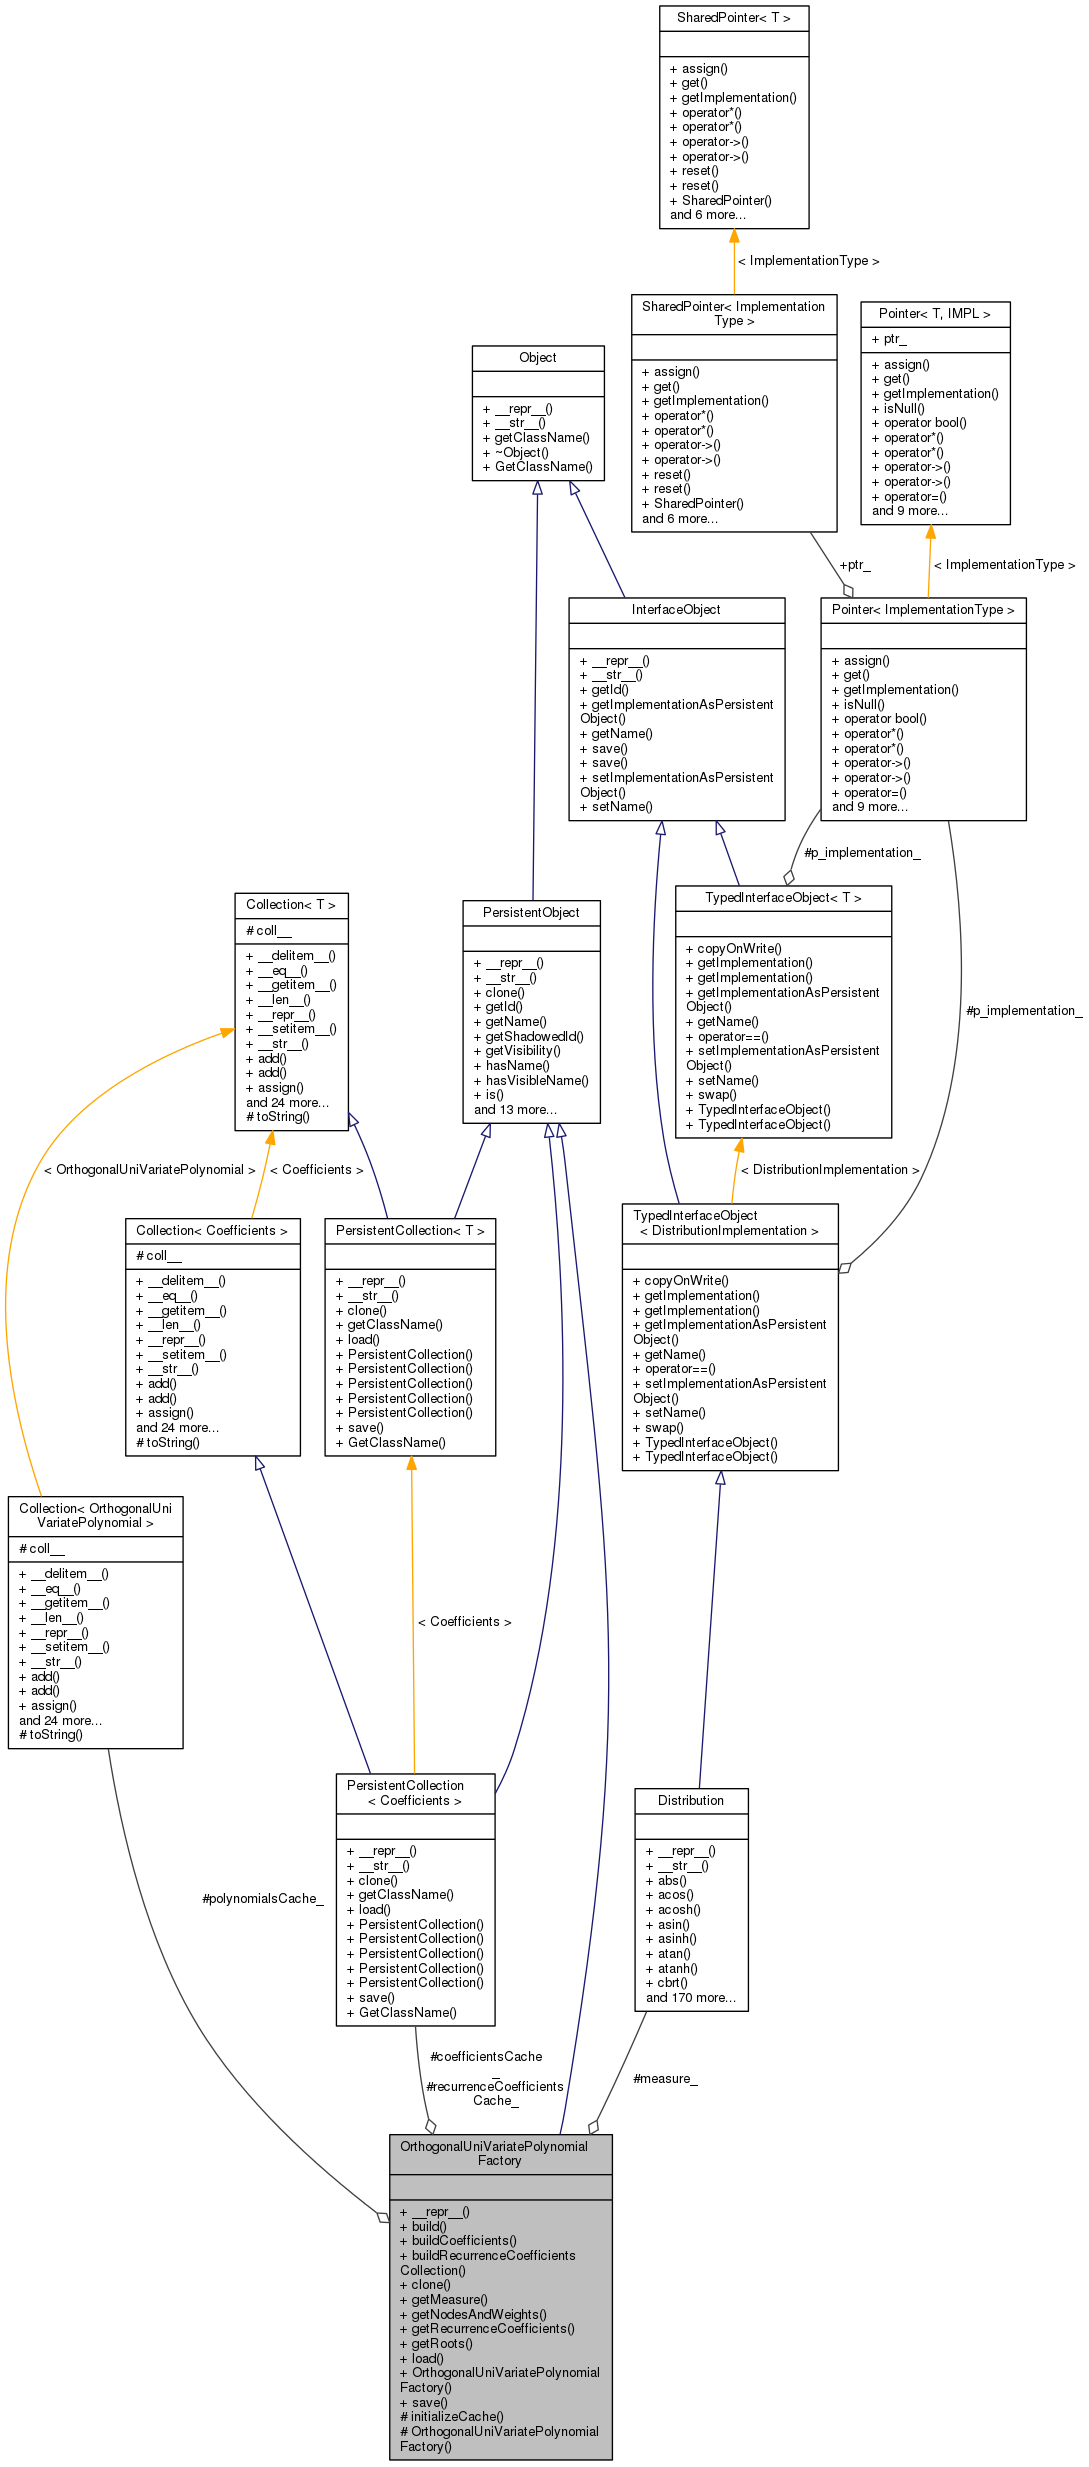 SharedPointer< T >
+ assign()
+ get()
+ getImplementation()
+ operator*()
+ operator*()
+ operator->()
+ operator->()
+ reset()
+ reset()
+ SharedPointer()
and 6 more...
< ImplementationType >
SharedPointer< Implementation
Type >
+ assign()
+ get()
+ getImplementation()
+ operator*()
+ operator*()
+ operator->()
+ operator->()
+ reset()
+ reset()
+ SharedPointer()
and 6 more...
Pointer< T, IMPL >
+ ptr_
+ assign()
+ get()
+ getImplementation()
+ isNull()
+ operator bool()
+ operator*()
+ operator*()
+ operator->()
+ operator->()
+ operator=()
and 9 more...
Object
+ __repr__()
+ __str__()
+ getClassName()
+ ~Object()
+ GetClassName()
+ptr_
< ImplementationType >
InterfaceObject
+ __repr__()
+ __str__()
+ getId()
+ getImplementationAsPersistent
Object()
+ getName()
+ save()
+ save()
+ setImplementationAsPersistent
Object()
+ setName()
Pointer< ImplementationType >
+ assign()
+ get()
+ getImplementation()
+ isNull()
+ operator bool()
+ operator*()
+ operator*()
+ operator->()
+ operator->()
+ operator=()
and 9 more...
#p_implementation_
Collection< T >
# coll__
+ __delitem__()
+ __eq__()
+ __getitem__()
+ __len__()
+ __repr__()
+ __setitem__()
+ __str__()
+ add()
+ add()
+ assign()
and 24 more...
# toString()
PersistentObject
+ __repr__()
+ __str__()
+ clone()
+ getId()
+ getName()
+ getShadowedId()
+ getVisibility()
+ hasName()
+ hasVisibleName()
+ is()
and 13 more...
TypedInterfaceObject< T >
+ copyOnWrite()
+ getImplementation()
+ getImplementation()
+ getImplementationAsPersistent
Object()
+ getName()
+ operator==()
+ setImplementationAsPersistent
Object()
+ setName()
+ swap()
+ TypedInterfaceObject()
+ TypedInterfaceObject()
#p_implementation_
< OrthogonalUniVariatePolynomial >
< Coefficients >
< DistributionImplementation >
Collection< Coefficients >
# coll__
+ __delitem__()
+ __eq__()
+ __getitem__()
+ __len__()
+ __repr__()
+ __setitem__()
+ __str__()
+ add()
+ add()
+ assign()
and 24 more...
# toString()
PersistentCollection< T >
+ __repr__()
+ __str__()
+ clone()
+ getClassName()
+ load()
+ PersistentCollection()
+ PersistentCollection()
+ PersistentCollection()
+ PersistentCollection()
+ PersistentCollection()
+ save()
+ GetClassName()
TypedInterfaceObject
< DistributionImplementation >
+ copyOnWrite()
+ getImplementation()
+ getImplementation()
+ getImplementationAsPersistent
Object()
+ getName()
+ operator==()
+ setImplementationAsPersistent
Object()
+ setName()
+ swap()
+ TypedInterfaceObject()
+ TypedInterfaceObject()
Collection< OrthogonalUni
VariatePolynomial >
# coll__
+ __delitem__()
+ __eq__()
+ __getitem__()
+ __len__()
+ __repr__()
+ __setitem__()
+ __str__()
+ add()
+ add()
+ assign()
and 24 more...
# toString()
< Coefficients >
PersistentCollection
< Coefficients >
+ __repr__()
+ __str__()
+ clone()
+ getClassName()
+ load()
+ PersistentCollection()
+ PersistentCollection()
+ PersistentCollection()
+ PersistentCollection()
+ PersistentCollection()
+ save()
+ GetClassName()
Distribution
+ __repr__()
+ __str__()
+ abs()
+ acos()
+ acosh()
+ asin()
+ asinh()
+ atan()
+ atanh()
+ cbrt()
and 170 more...
#polynomialsCache_
#coefficientsCache
_
#recurrenceCoefficients
Cache_
#measure_
OrthogonalUniVariatePolynomial
Factory
+ __repr__()
+ build()
+ buildCoefficients()
+ buildRecurrenceCoefficients
Collection()
+ clone()
+ getMeasure()
+ getNodesAndWeights()
+ getRecurrenceCoefficients()
+ getRoots()
+ load()
+ OrthogonalUniVariatePolynomial
Factory()
+ save()
# initializeCache()
# OrthogonalUniVariatePolynomial
Factory()